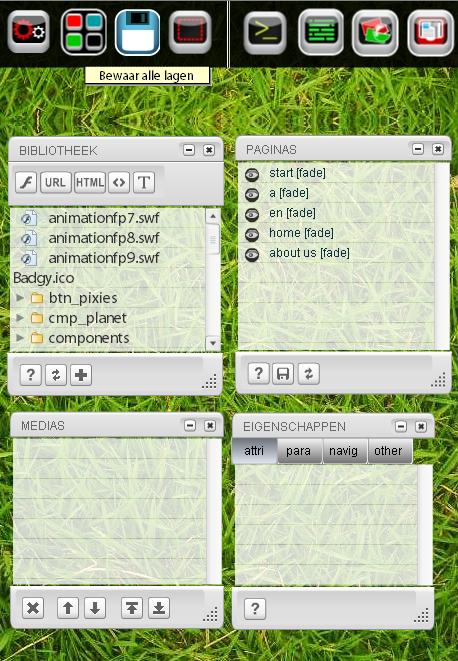 Bewaar alle lagen
BIBLIOTHEEK
URL HTML <> T
animationfp7.swf
animationfp8.swf
animationfp9.swf
Badgy.ico
btn_pixies
cmp_planet
components
?
PAGINAS
start [fade]
a [fade]
en [fade]
home [fade]
about us [fade]
?
MEDIAS
EIGENSCHAPPEN
attri para navig other
?